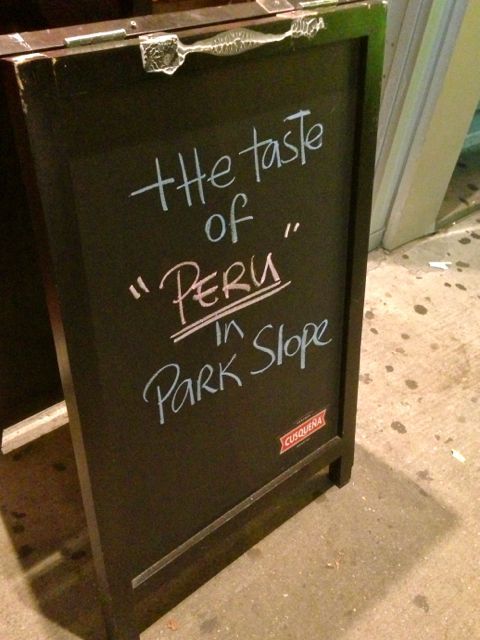 tHe tasTe
of
"PERU"
in
PARK Slope
CUSQUEÑA